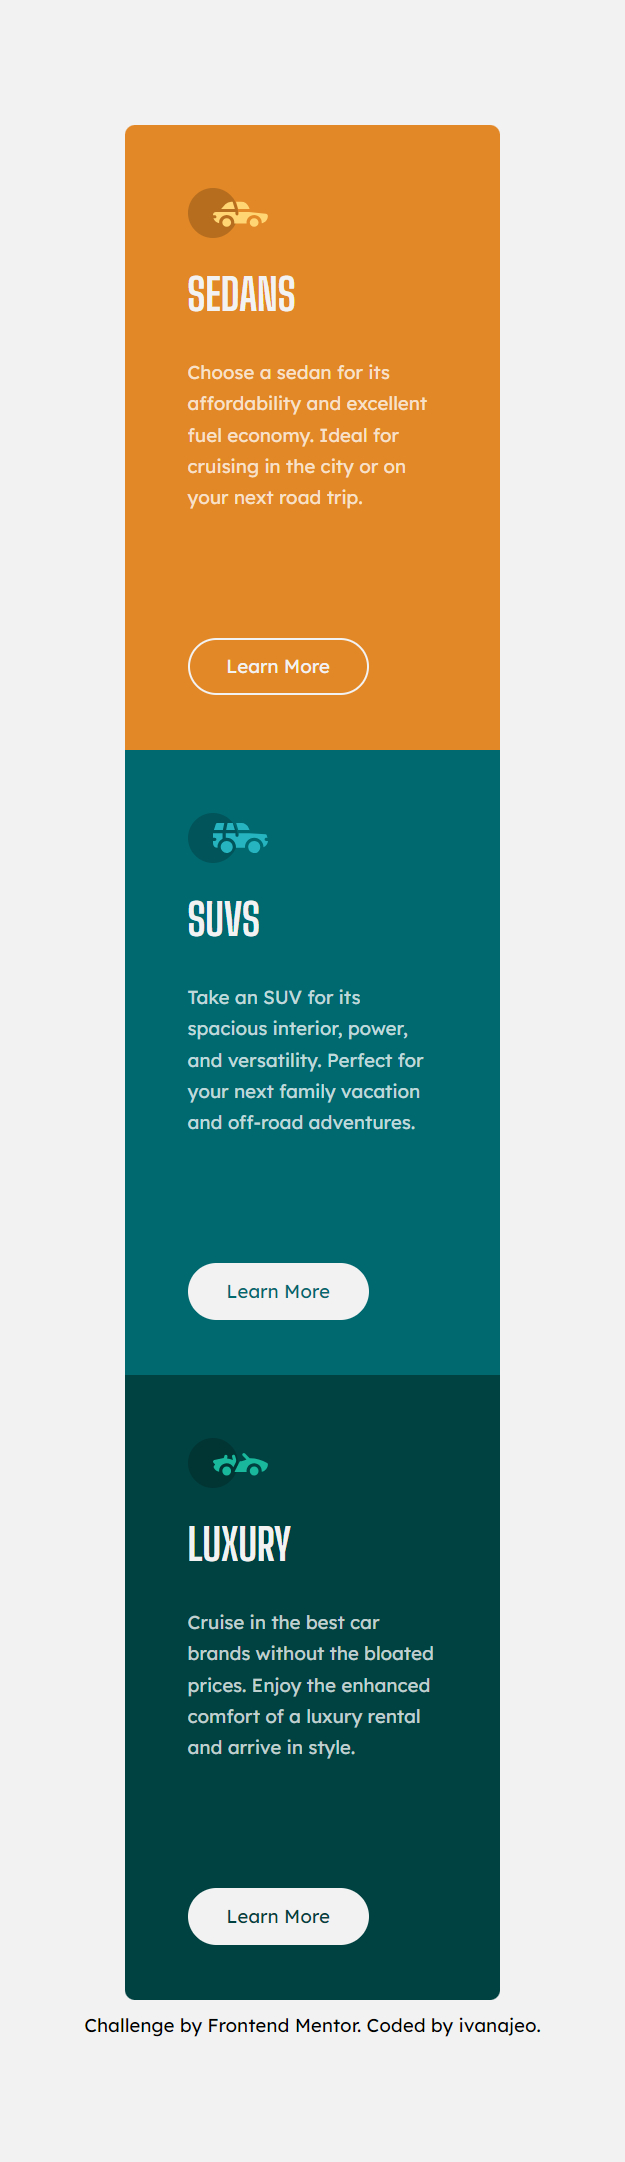 SEDANS
Choose a sedan for its
affordability and excellent
fuel economy. Ideal for
cruising in the city or on
your next road trip.
Learn More
SUVS
Take an SUV for its
spacious interior, power,
and versatility. Perfect for
your next family vacation
and off-road adventures.
Learn More
LUXURY
Cruise in the best car
brands without the bloated
prices. Enjoy the enhanced
comfort of a luxury rental
and arrive in style.
Learn More
Challenge by Frontend Mentor. Coded by ivanajeo.